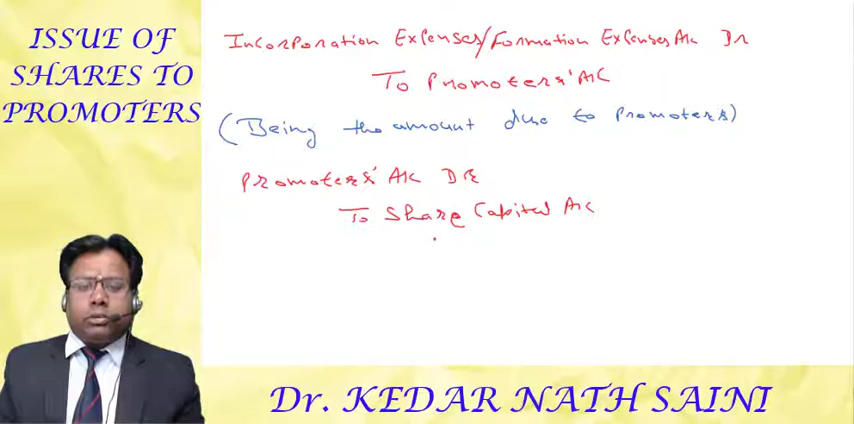 ISSUE OF
SHARES TO
PROMOTERS
Incorporation Expenses/Formation Expenses A/c Dr
To Promoters' A/C
(Being the amount due to Promoters)
Promoters' A/c DR
To Share Capital A/c
Dr. KEDAR NATH SAINI